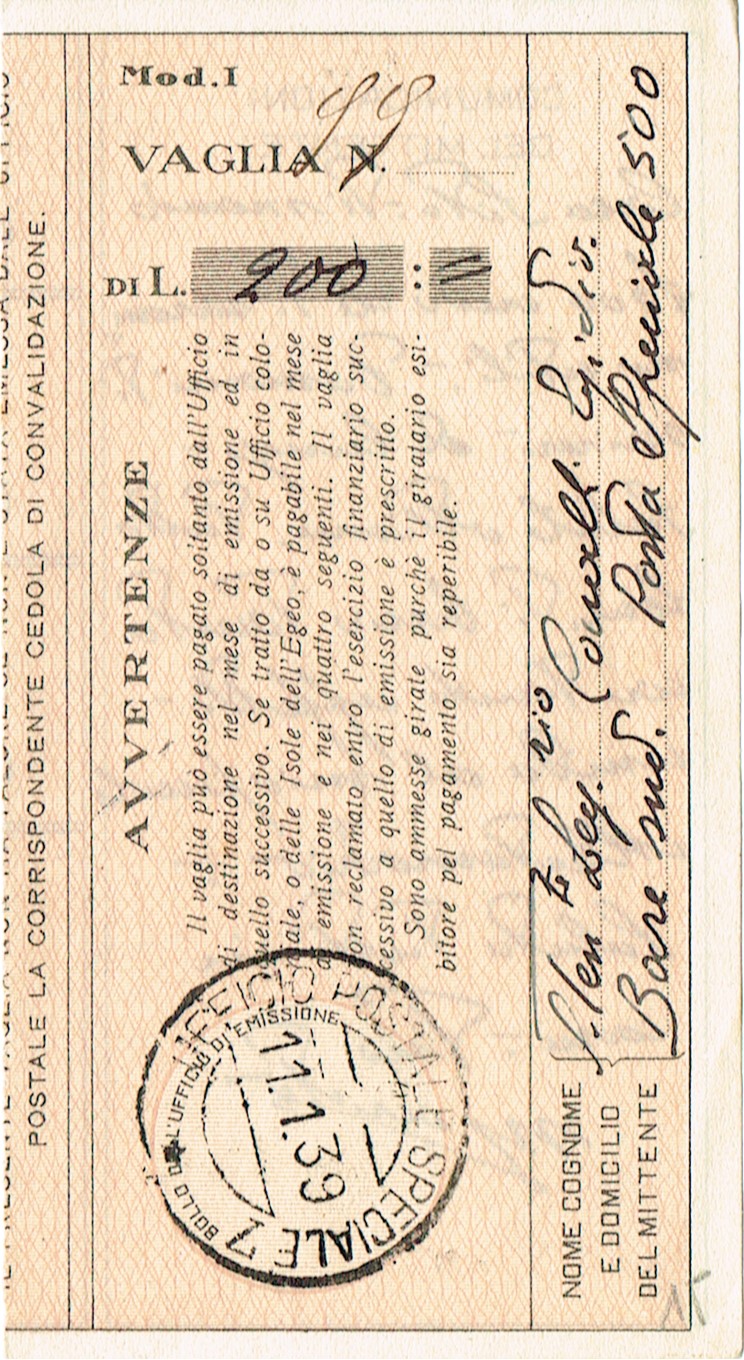 POSTALE LA CORRISPONDENTE CEDOLA DI CONVALIDAZIONE.
Mod. I
VAGLIA N. 99
DI L. 200 : =
AVVERTENZE
Il vaglia può essere pagato soltanto dall'Ufficio
di destinazione nel mese di emissione ed in
quello successivo. Se tratto da o su Ufficio colo-
niale, o delle Isole dell'Egeo, è pagabile nel mese
di emissione e nei quattro seguenti. Il vaglia
non reclamato entro l'esercizio finanziario suc-
cessivo a quello di emissione è prescritto.
Sono ammesse girate purchè il giratario esi-
bitore pel pagamento sia reperibile.
BOLLO DELL'UFFICIO DI EMISSIONE
UFFICIO POSTALE SPECIALE 7
11.1.39
NOME COGNOME
E DOMICILIO
DEL MITTENTE
Egidio.
Base sud. Posta Speciale 500
15